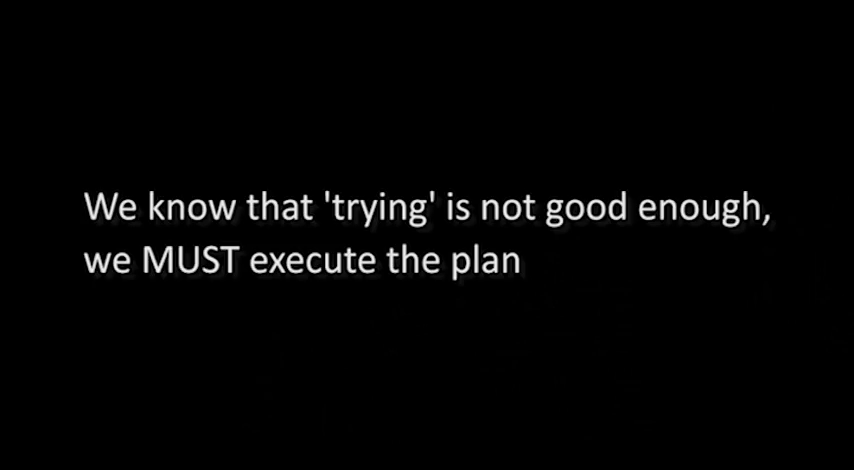 We know that 'trying' is not good enough,
we MUST execute the plan